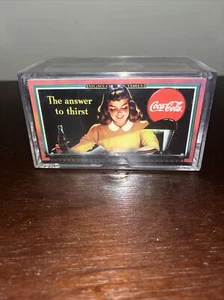 The answer
to thirst
Coca-Cola